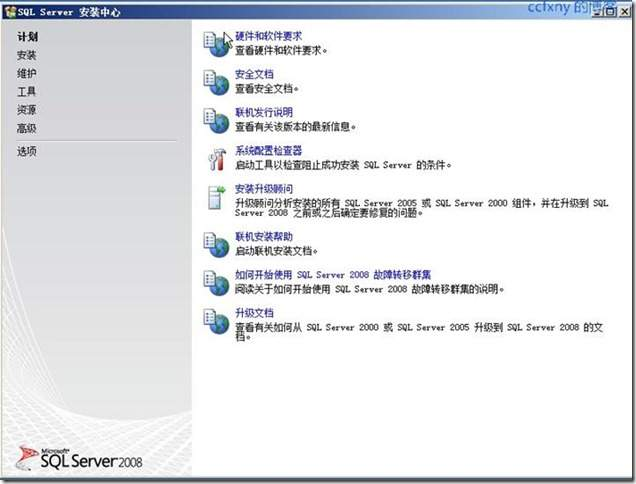 ccfxny 的博客
SQL Server 安装中心
计划
安装
维护
工具
资源
高级
选项
硬件和软件要求
查看硬件和软件要求。
安全文档
查看安全文档。
联机发行说明
查看有关该版本的最新信息。
系统配置检查器
启动工具以检查阻止成功安装 SQL Server 的条件。
安装升级顾问
升级顾问分析安装的所有 SQL Server 2005 或 SQL Server 2000 组件，并在升级到 SQL
Server 2008 之前或之后确定要修复的问题。
联机安装帮助
启动联机安装文档。
如何开始使用 SQL Server 2008 故障转移群集
阅读关于如何开始使用 SQL Server 2008 故障转移群集的说明。
升级文档
查看有关如何从 SQL Server 2000 或 SQL Server 2005 升级到 SQL Server 2008 的文
档。
Microsoft
SQL Server 2008